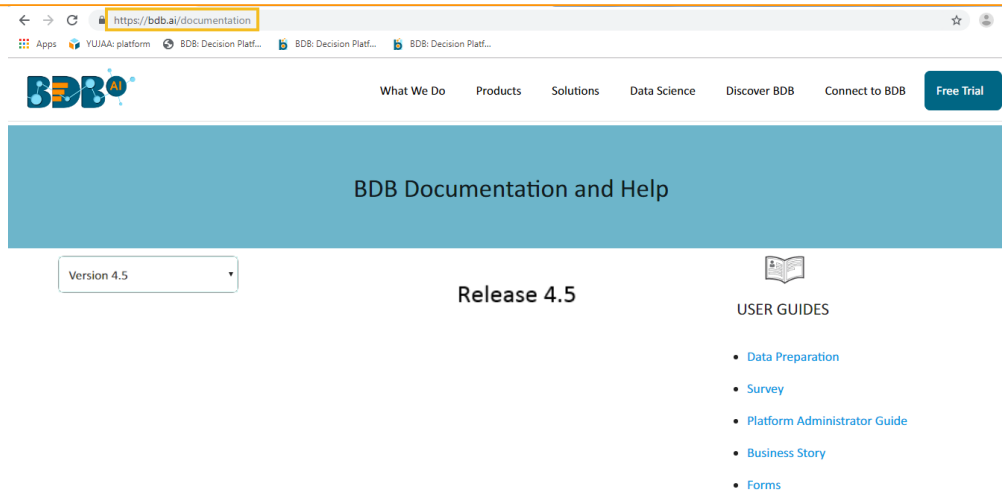 https://bdb.ai/documentation
Apps YUJAA: platform BDB: Decision Platf... BDB: Decision Platf... BDB: Decision Platf...
BDB AI What We Do Products Solutions Data Science Discover BDB Connect to BDB Free Trial
BDB Documentation and Help
Version 4.5
Release 4.5
USER GUIDES
• Data Preparation
• Survey
• Platform Administrator Guide
• Business Story
• Forms